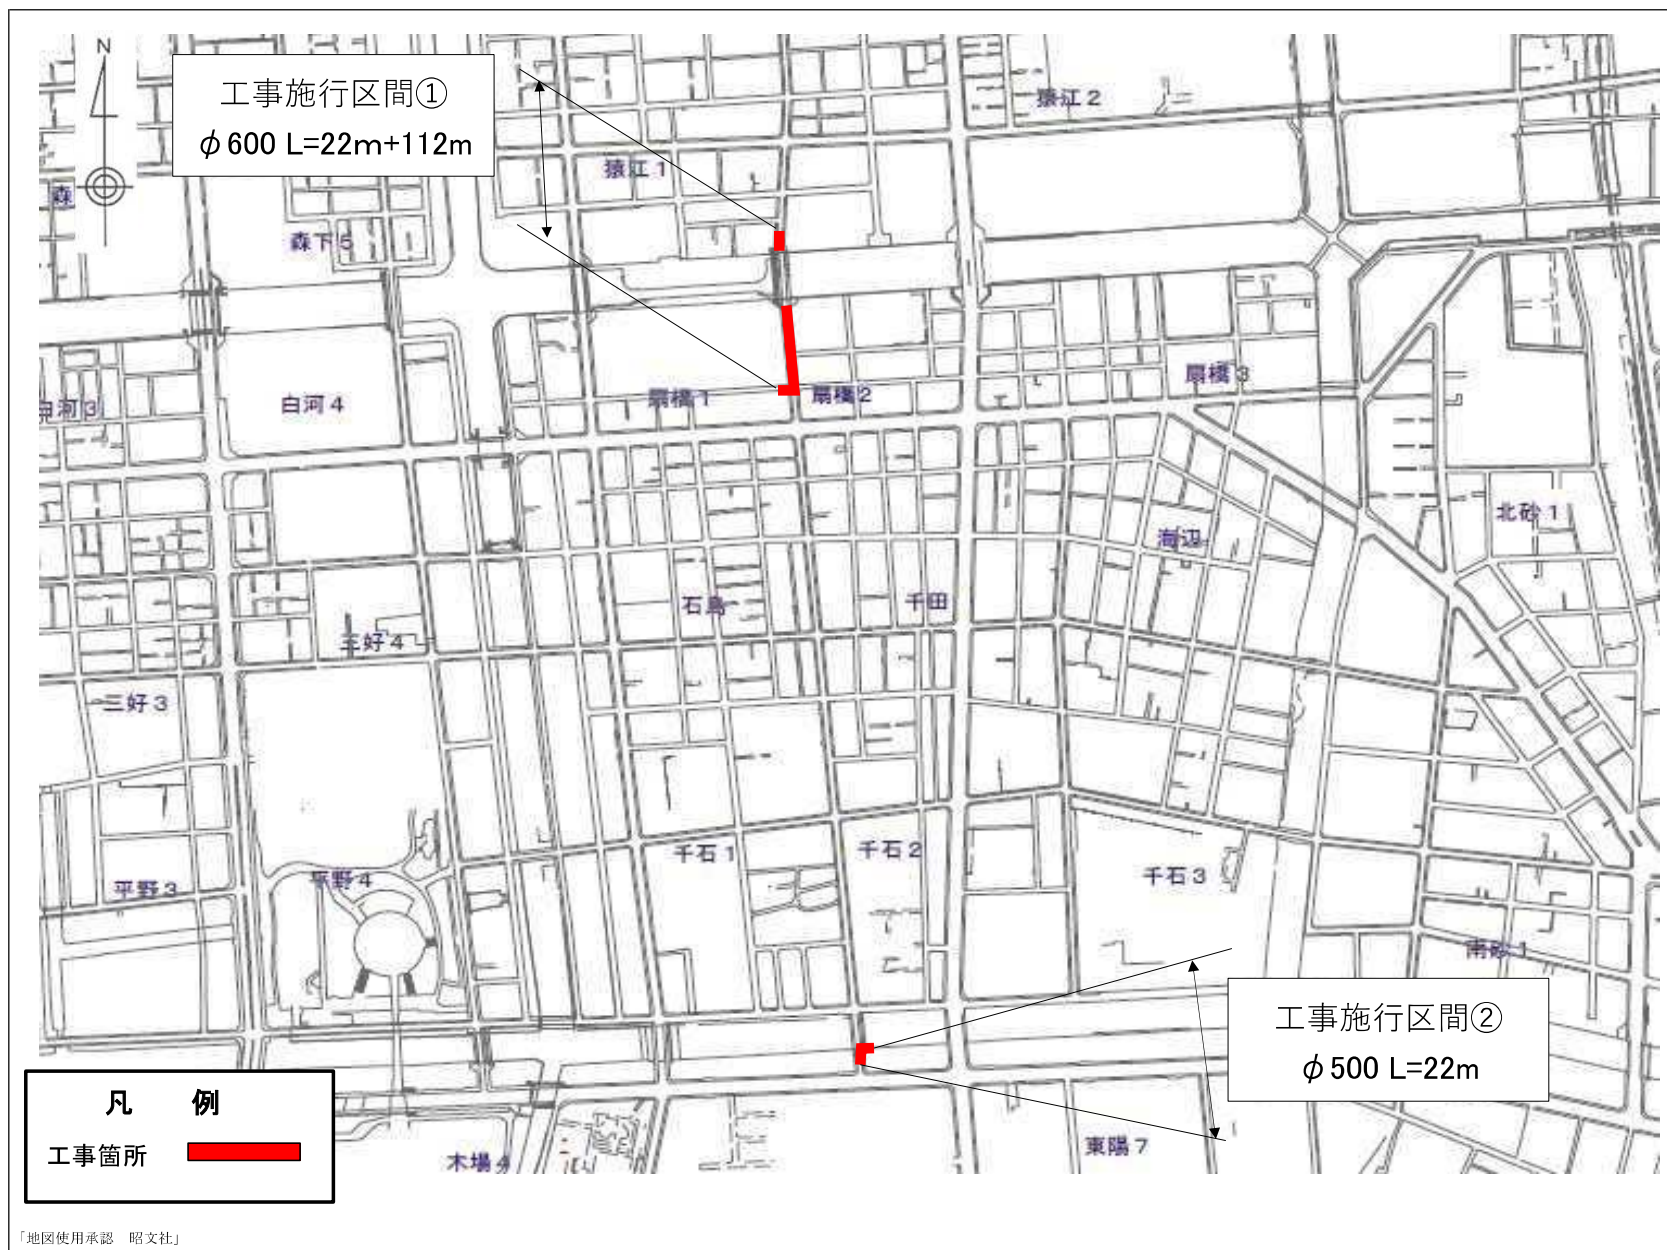 N
工事施行区間①
φ600 L=22m+112m
猿江2
猿江1
森
森下5
扇橋3
白河3
白河4
扇橋1
扇橋2
北砂1
海辺
石島
千田
三好4
三好3
千石1
千石2
千石3
平野3
平野4
南砂1
工事施行区間②
φ500 L=22m
凡 例
工事箇所
木場4
東陽7
「地図使用承認 昭文社」